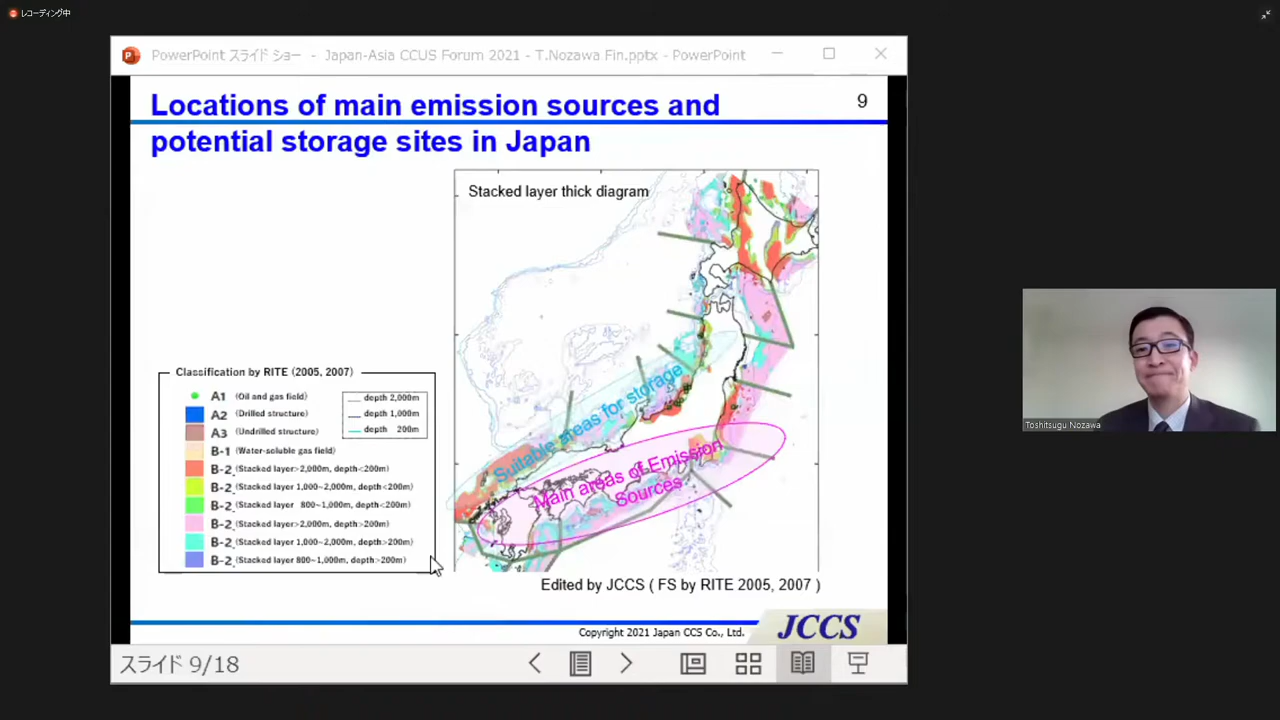 レコーディング中
PowerPoint スライド ショー - Japan-Asia CCUS Forum 2021 - T.Nozawa Fin.pptx - PowerPoint
Locations of main emission sources and
potential storage sites in Japan
9
Stacked layer thick diagram
Suitable areas for storage
Main areas of Emission
Sources
Classification by RITE (2005, 2007)
A1 (Oil and gas field)
A2 (Drilled structure)
A3 (Undrilled structure)
B-1 (Water-soluble gas field)
B-2 (Stacked layer>2,000m, depth<200m)
B-2 (Stacked layer 1,000~2,000m, depth<200m)
B-2 (Stacked layer 800~1,000m, depth<200m)
B-2 (Stacked layer>2,000m, depth>200m)
B-2 (Stacked layer 1,000~2,000m, depth>200m)
B-2 (Stacked layer 800~1,000m, depth>200m)
depth 2,000m
depth 1,000m
depth 200m
Edited by JCCS ( FS by RITE 2005, 2007 )
Copyright 2021 Japan CCS Co., Ltd.
JCCS
スライド 9/18
Toshitsugu Nozawa